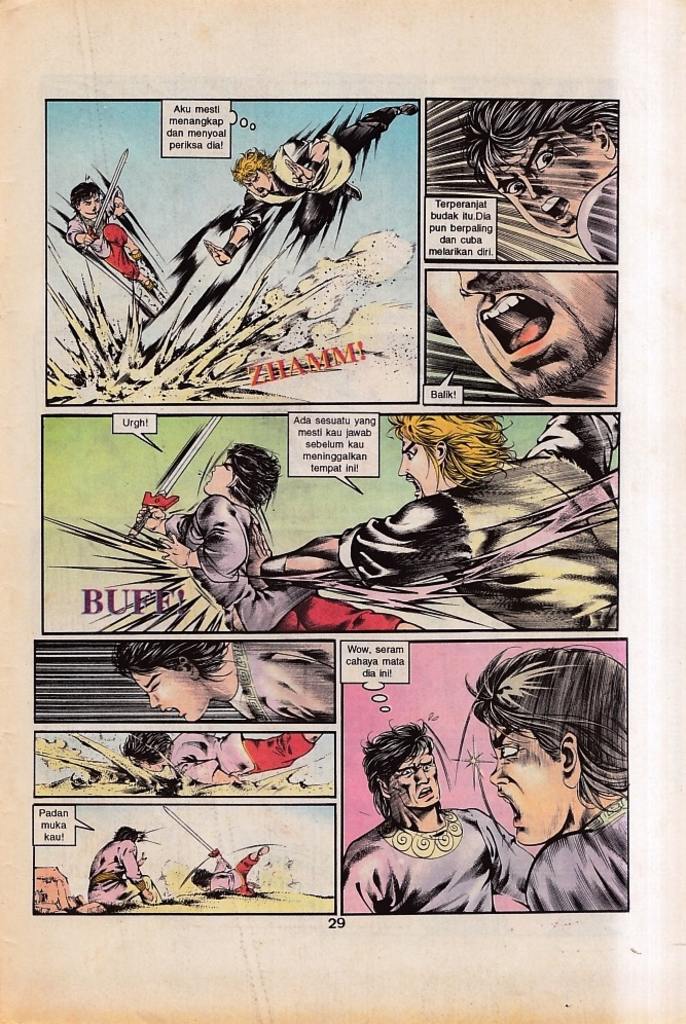 Aku mesti
menangkap
dan menyoal
periksa dia!
ZHAMM!
Terperanjat
budak itu.Dia
pun berpaling
dan cuba
melarikan diri.
Balik!
Urgh!
Ada sesuatu yang
mesti kau jawab
sebelum kau
meninggalkan
tempat ini!
BUFF!
Padan
muka
kau!
Wow, seram
cahaya mata
dia ini!
29